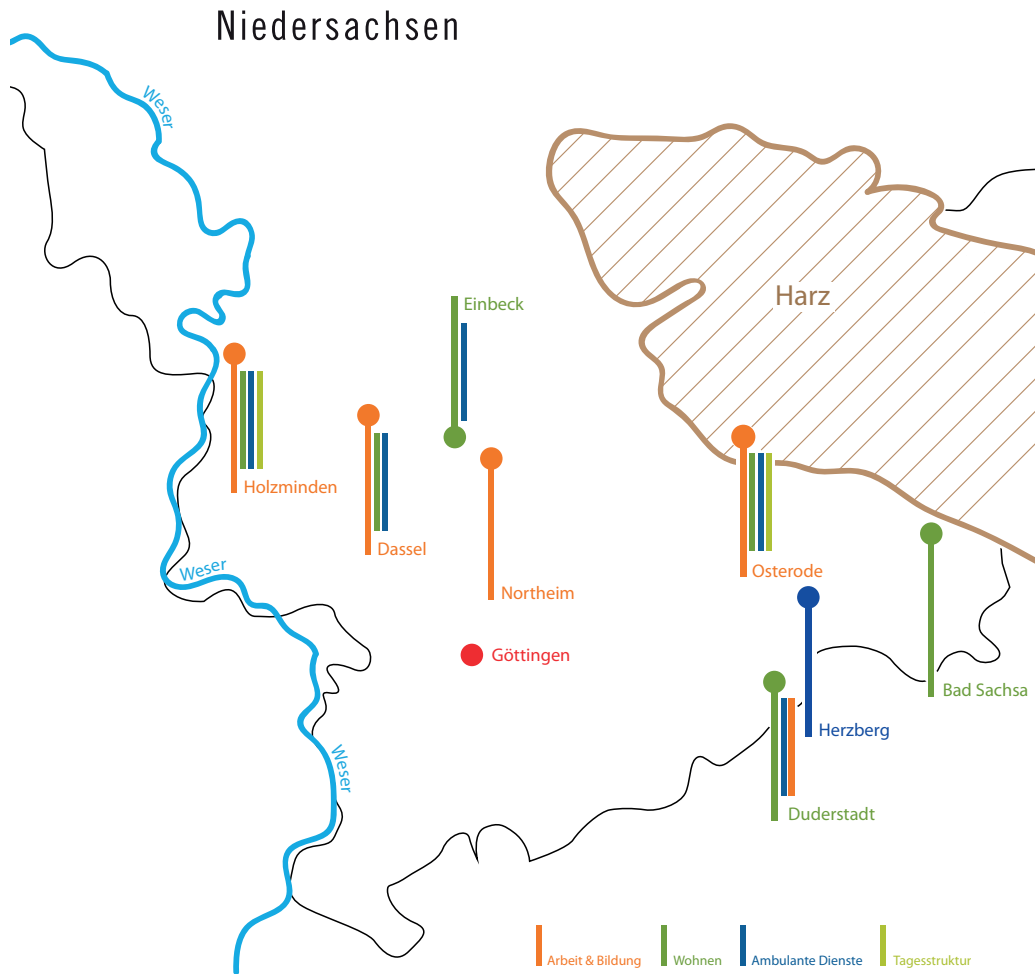 Niedersachsen
Weser
Einbeck
Harz
Holzminden
Dassel
Weser
Osterode
Northeim
Göttingen
Bad Sachsa
Herzberg
Weser
Duderstadt
Arbeit & Bildung
Wohnen
Ambulante Dienste
Tagesstruktur